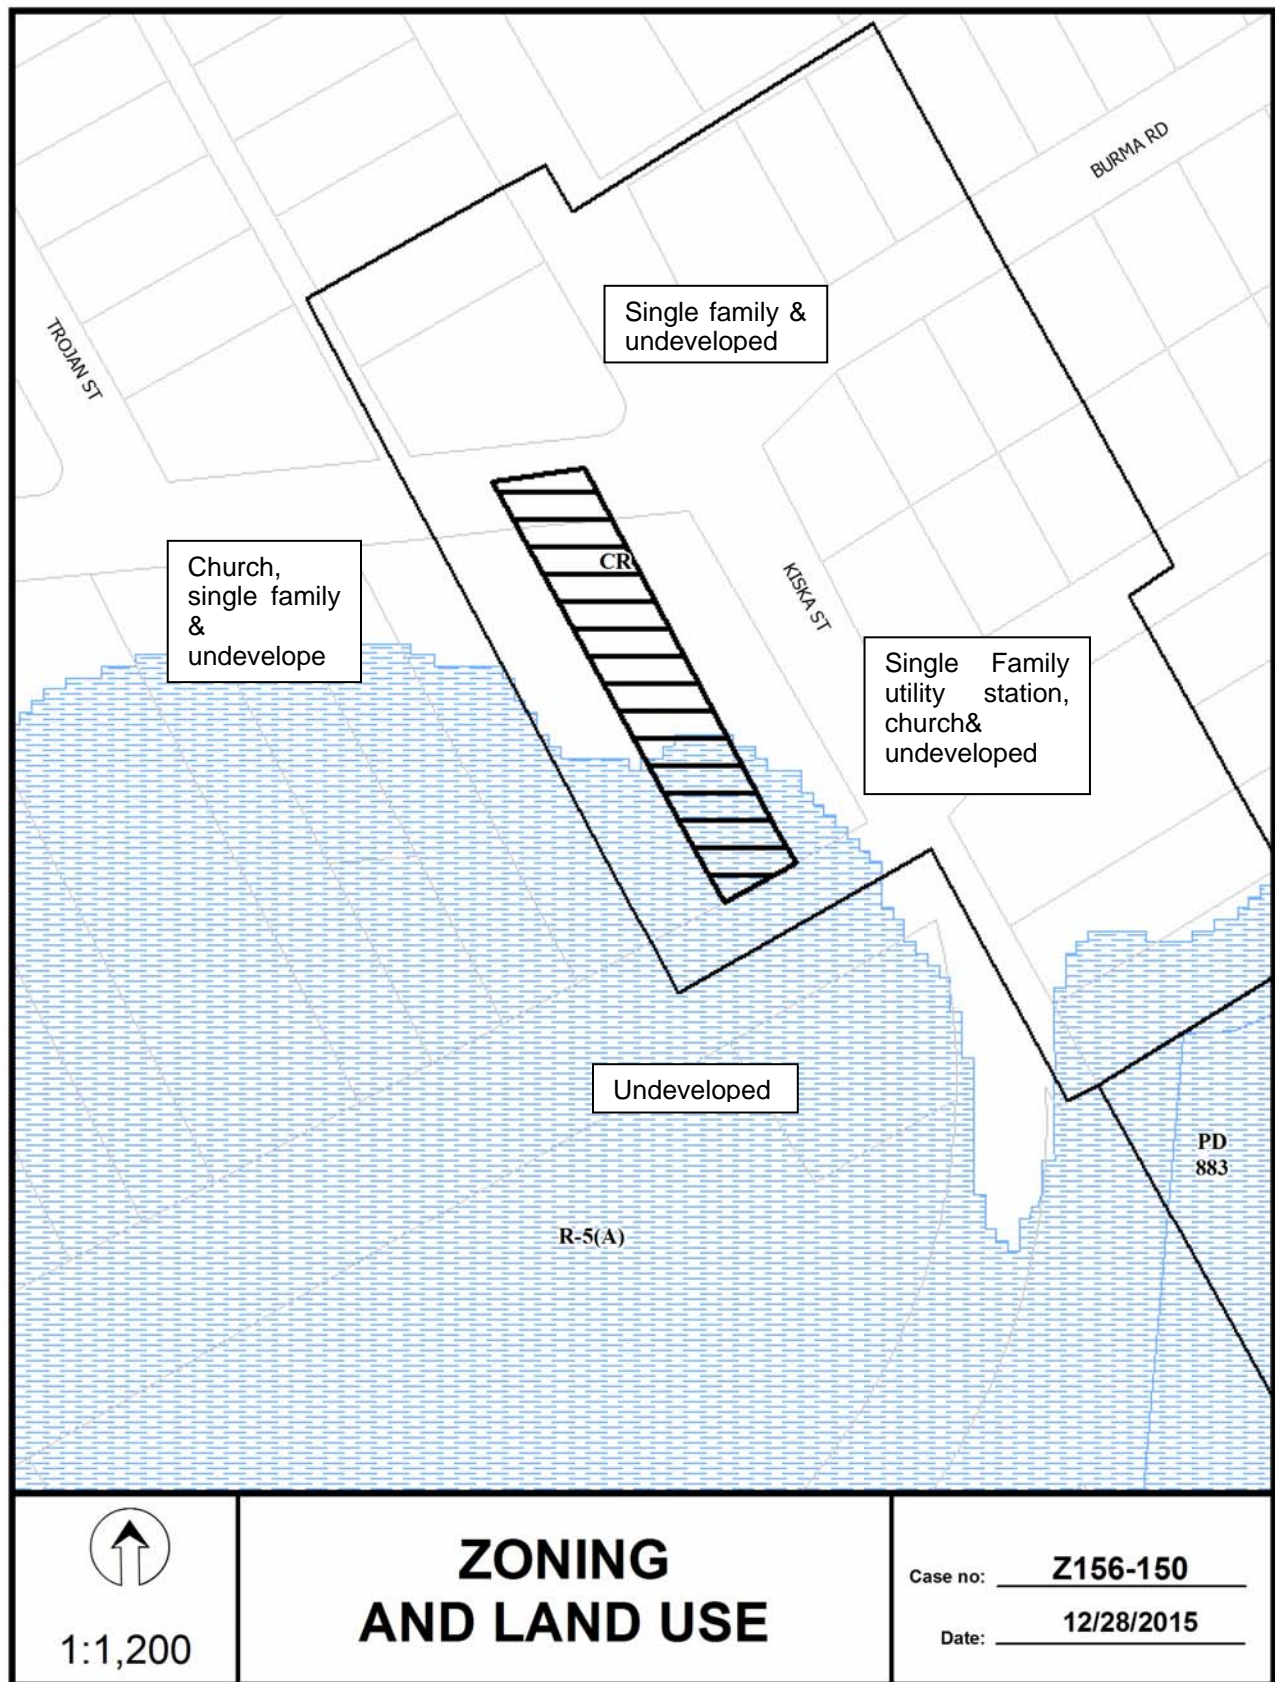 BURMA RD
Single family &
undeveloped
TROJAN ST
CR
Church,
single family
&
undevelope
KISKA ST
Single Family
utility station,
church&
undeveloped
Undeveloped
PD
883
R-5(A)
1:1,200
ZONING
AND LAND USE
Case no: Z156-150
Date: 12/28/2015